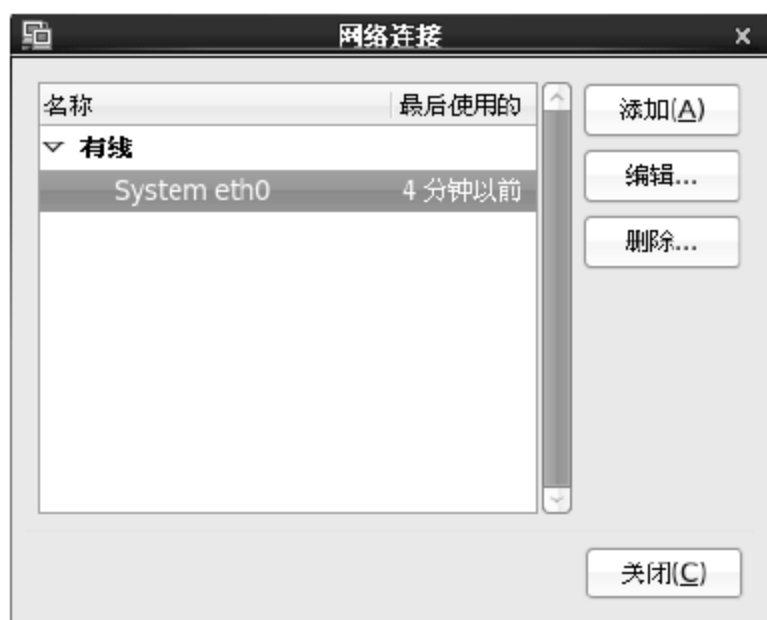 网络连接
名称 最后使用的
有线
System eth0 4 分钟以前
添加(A)
编辑...
删除...
关闭(C)